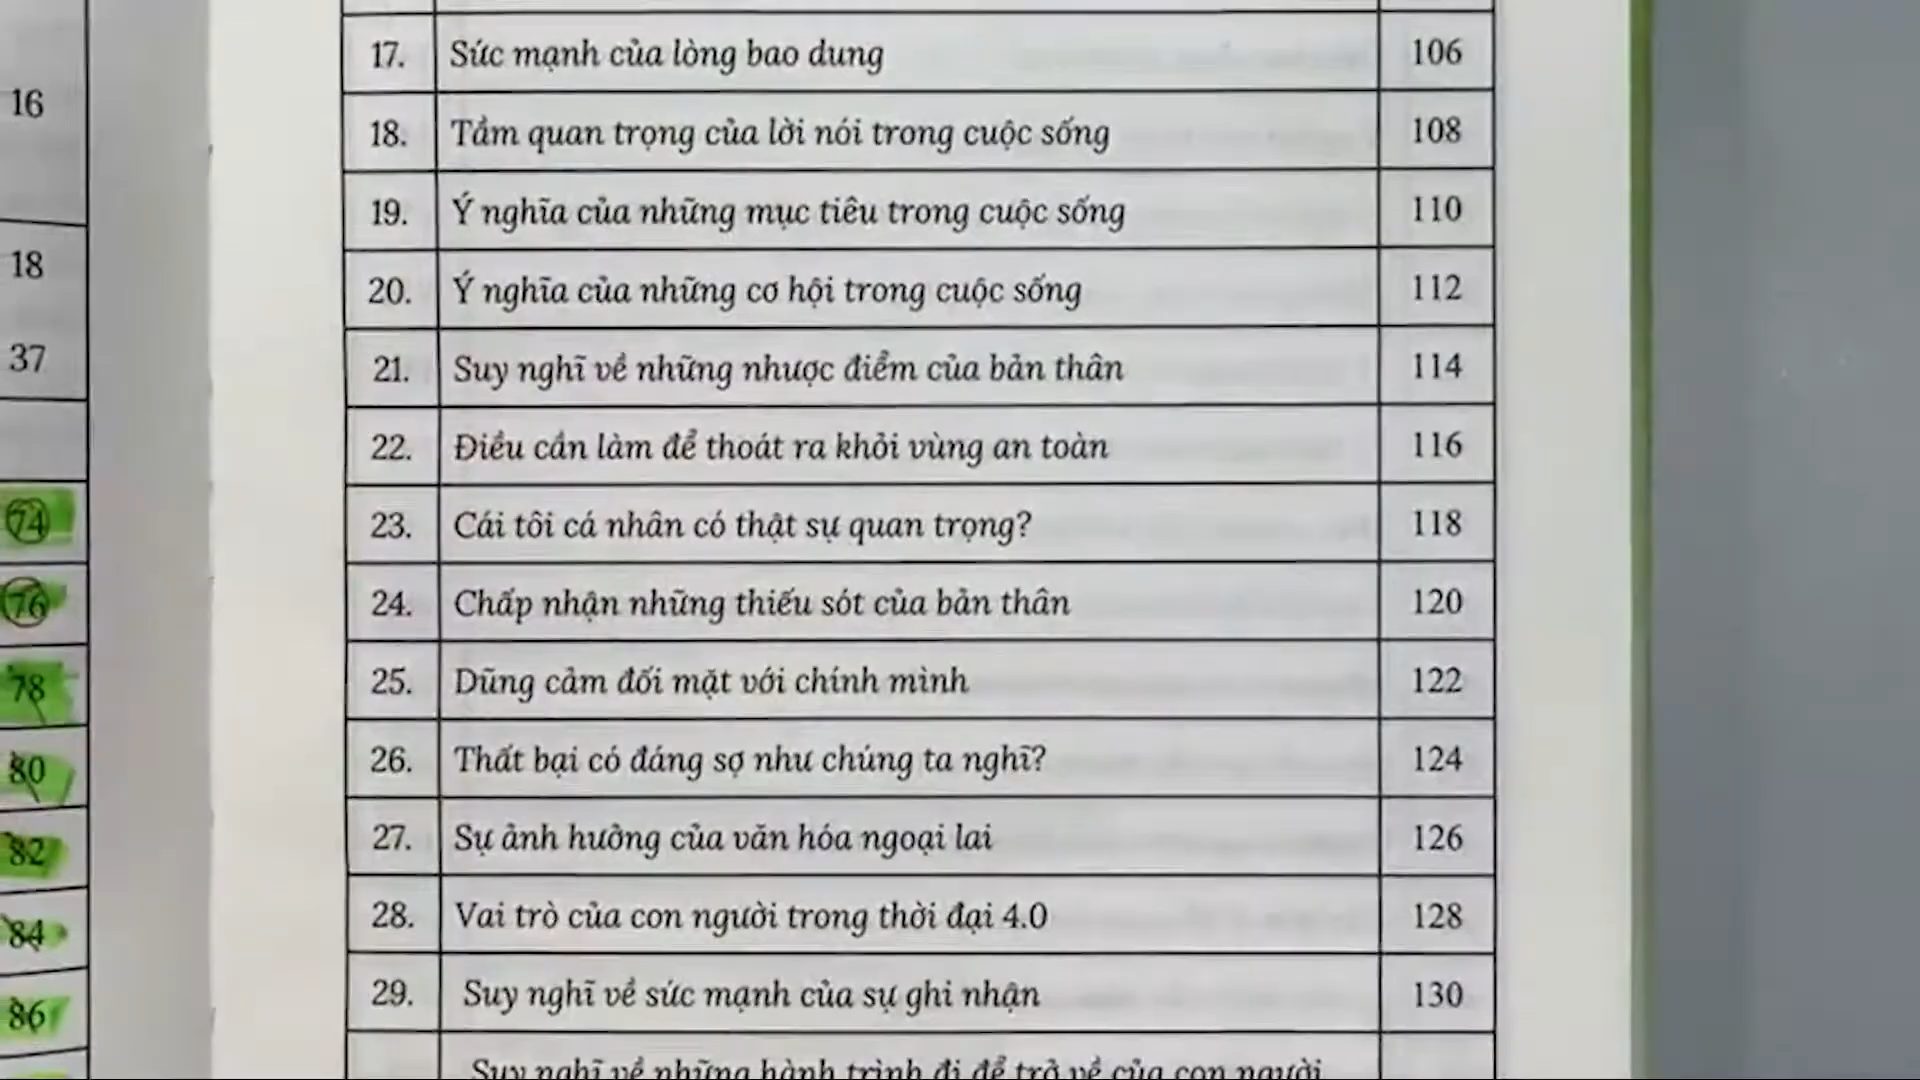 16
18
37
74
76
78
80
82
84
86
17. Sức mạnh của lòng bao dung 106
18. Tầm quan trọng của lời nói trong cuộc sống 108
19. Ý nghĩa của những mục tiêu trong cuộc sống 110
20. Ý nghĩa của những cơ hội trong cuộc sống 112
21. Suy nghĩ về những nhược điểm của bản thân 114
22. Điều cần làm để thoát ra khỏi vùng an toàn 116
23. Cái tôi cá nhân có thật sự quan trọng? 118
24. Chấp nhận những thiếu sót của bản thân 120
25. Dũng cảm đối mặt với chính mình 122
26. Thất bại có đáng sợ như chúng ta nghĩ? 124
27. Sự ảnh hưởng của văn hóa ngoại lai 126
28. Vai trò của con người trong thời đại 4.0 128
29. Suy nghĩ về sức mạnh của sự ghi nhận 130
Suy nghĩ về những hành trình đi để trở về của con người